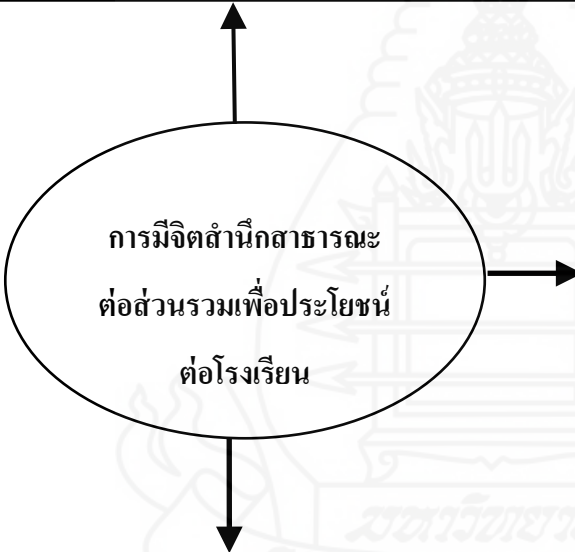 การมีจิตสำนึกสาธารณะ
ต่อส่วนรวมเพื่อประโยชน์
ต่อโรงเรียน